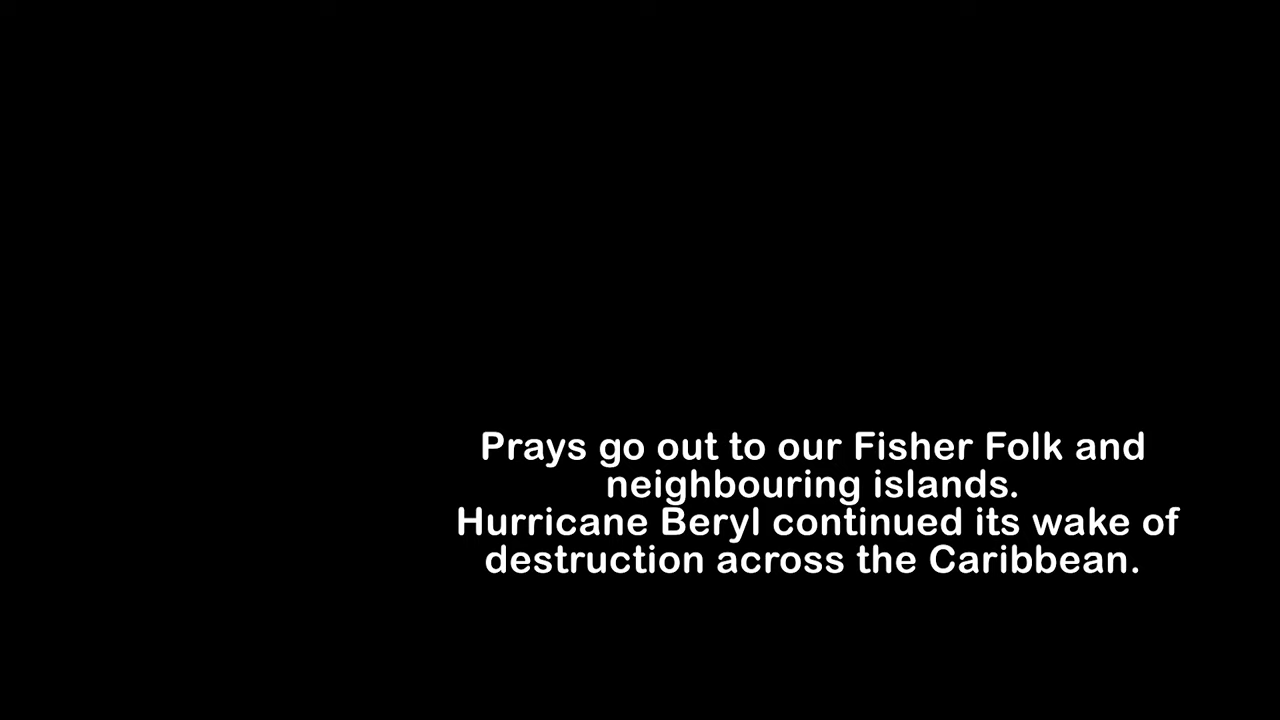 Prays go out to our Fisher Folk and
neighbouring islands.
Hurricane Beryl continued its wake of
destruction across the Caribbean.